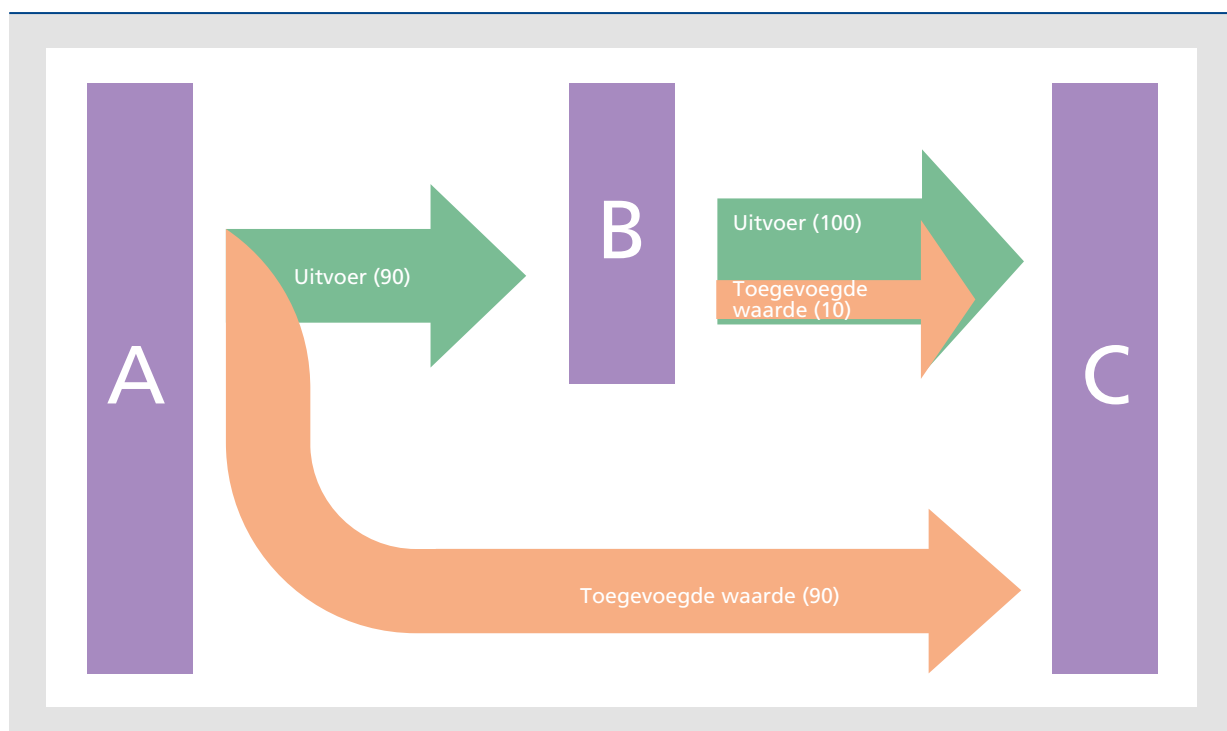 A
B
C
Uitvoer (90)
Uitvoer (100)
Toegevoegde
waarde (10)
Toegevoegde waarde (90)